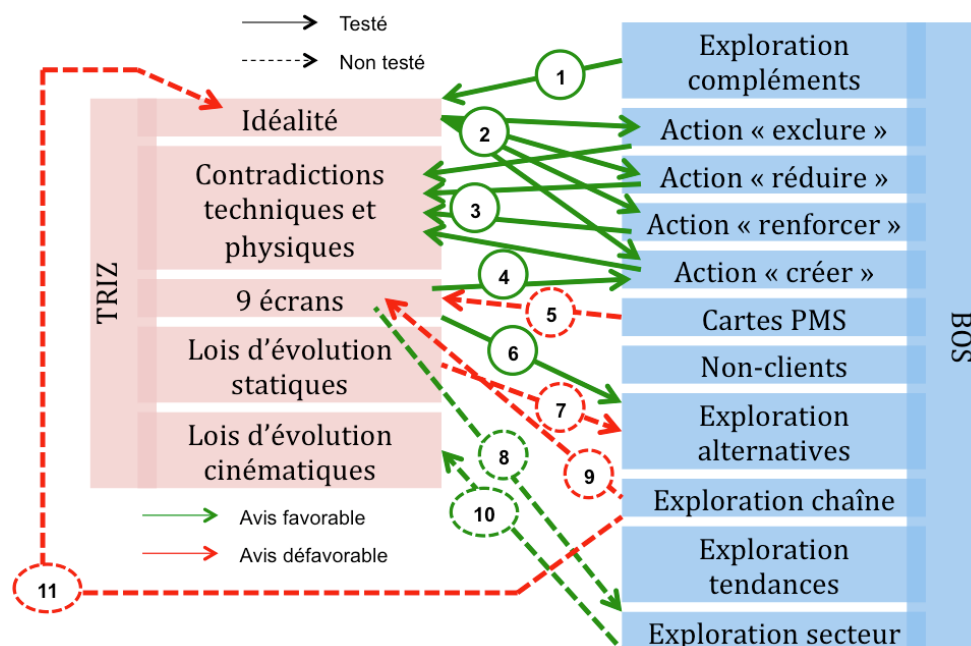 Testé
Non testé
TRIZ
Idéalité
Contradictions
techniques et
physiques
9 écrans
Lois d'évolution
statiques
Lois d'évolution
cinématiques
Avis favorable
Avis défavorable
1
2
3
4
5
6
7
8
9
10
11
Exploration
compléments
Action « exclure »
Action « réduire »
Action « renforcer »
Action « créer »
Cartes PMS
Non-clients
Exploration
alternatives
Exploration chaîne
Exploration
tendances
Exploration secteur
BOS